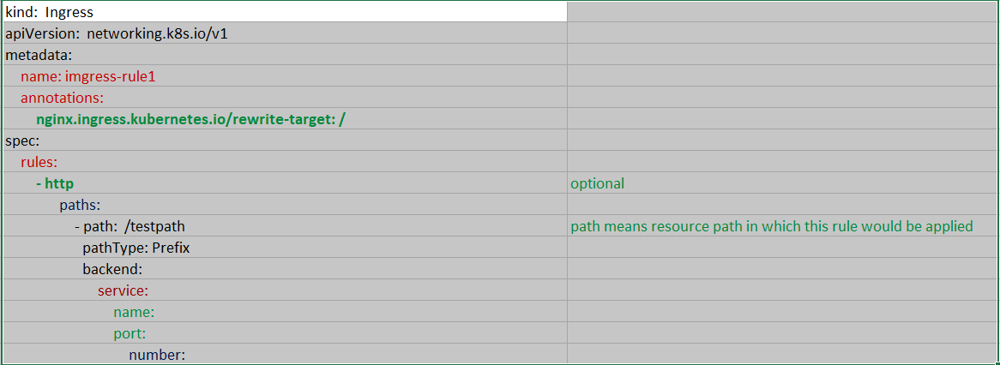 kind:  Ingress
apiVersion:  networking.k8s.io/v1
metadata:
name: imgress-rule1
annotations:
nginx.ingress.kubernetes.io/rewrite-target: /
spec:
rules:
- http optional
paths:
- path:  /testpath path means resource path in which this rule would be applied
pathType: Prefix
backend:
service:
name:
port:
number: